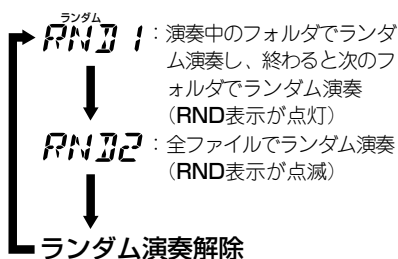 ランダム
RND1：演奏中のフォルダでランダ
ム演奏し、終わると次のフ
ォルダでランダム演奏
（RND表示が点灯）
RND2：全ファイルでランダム演奏
（RND表示が点滅）
ランダム演奏解除